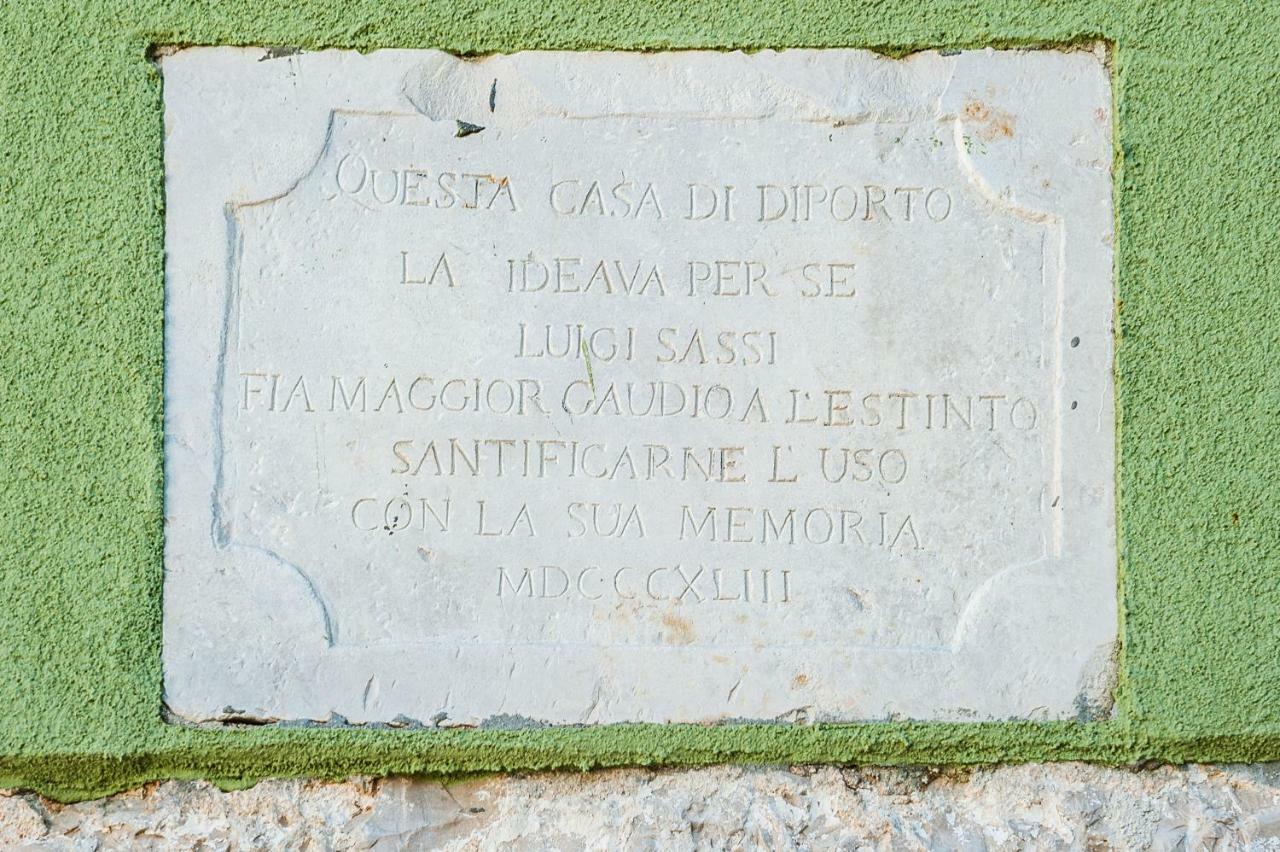 QUESTA CASA DI DIPORTO
LA IDEAVA PER SE
LUIGI SASSI
FIA MAGGIOR GAUDIO A L'ESTINTO
SANTIFICARNE L' USO
CON LA SUA MEMORIA
MDCCCXLIII